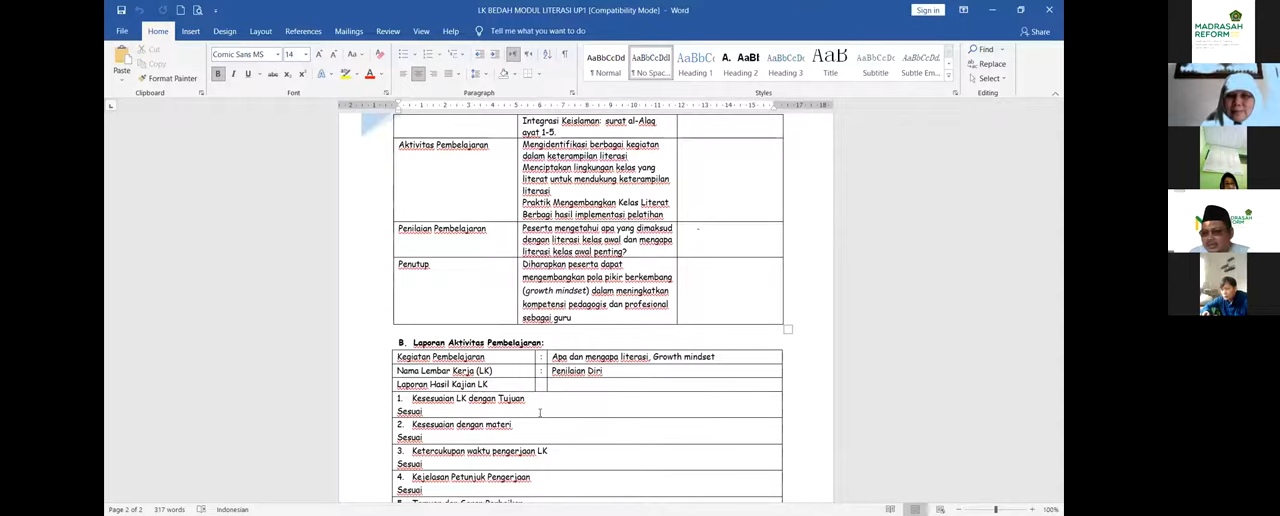 LK BEDAH MODUL LITERASI UP1 [Compatibility Mode] - Word
Sign in
File Home Insert Design Layout References Mailings Review View Help Tell me what you want to do Share
Paste
Cut
Copy
Format Painter
Clipboard
Comic Sans MS 14
Font
Paragraph
AaBbCcDd AaBbCcDdI AaBbCc A. AaBl AaBbCcDc AaB AaBbCcD AaBbCcDd
¶ Normal ¶ No Spac... Heading 1 Heading 2 Heading 3 Title Subtitle Subtle Em...
Styles
Find
Replace
Select
Editing
Integrasi Keislaman: surat al-Alaq
ayat 1-5.
Aktivitas Pembelajaran
Mengidentifikasi berbagai kegiatan
dalam keterampilan literasi
Menciptakan lingkungan kelas yang
literat untuk mendukung keterampilan
literasi
Praktik Mengembangkan Kelas Literat
Berbagi hasil implementasi pelatihan
Penilaian Pembelajaran
Peserta mengetahui apa yang dimaksud
dengan literasi kelas awal dan mengapa
literasi kelas awal penting?
-
Penutup
Diharapkan peserta dapat
mengembangkan pola pikir berkembang
(growth mindset) dalam meningkatkan
kompetensi pedagogis dan profesional
sebagai guru
B. Laporan Aktivitas Pembelajaran:
Kegiatan Pembelajaran : Apa dan mengapa literasi, Growth mindset
Nama Lembar Kerja (LK) : Penilaian Diri
Laporan Hasil Kajian LK
1. Kesesuaian LK dengan Tujuan
Sesuai
2. Kesesuaian dengan materi
Sesuai
3. Ketercukupan waktu pengerjaan LK
Sesuai
4. Kejelasan Petunjuk Pengerjaan
Sesuai
Page 2 of 2 317 words Indonesian 100%
MADRASAH
REFORM
MADRASAH